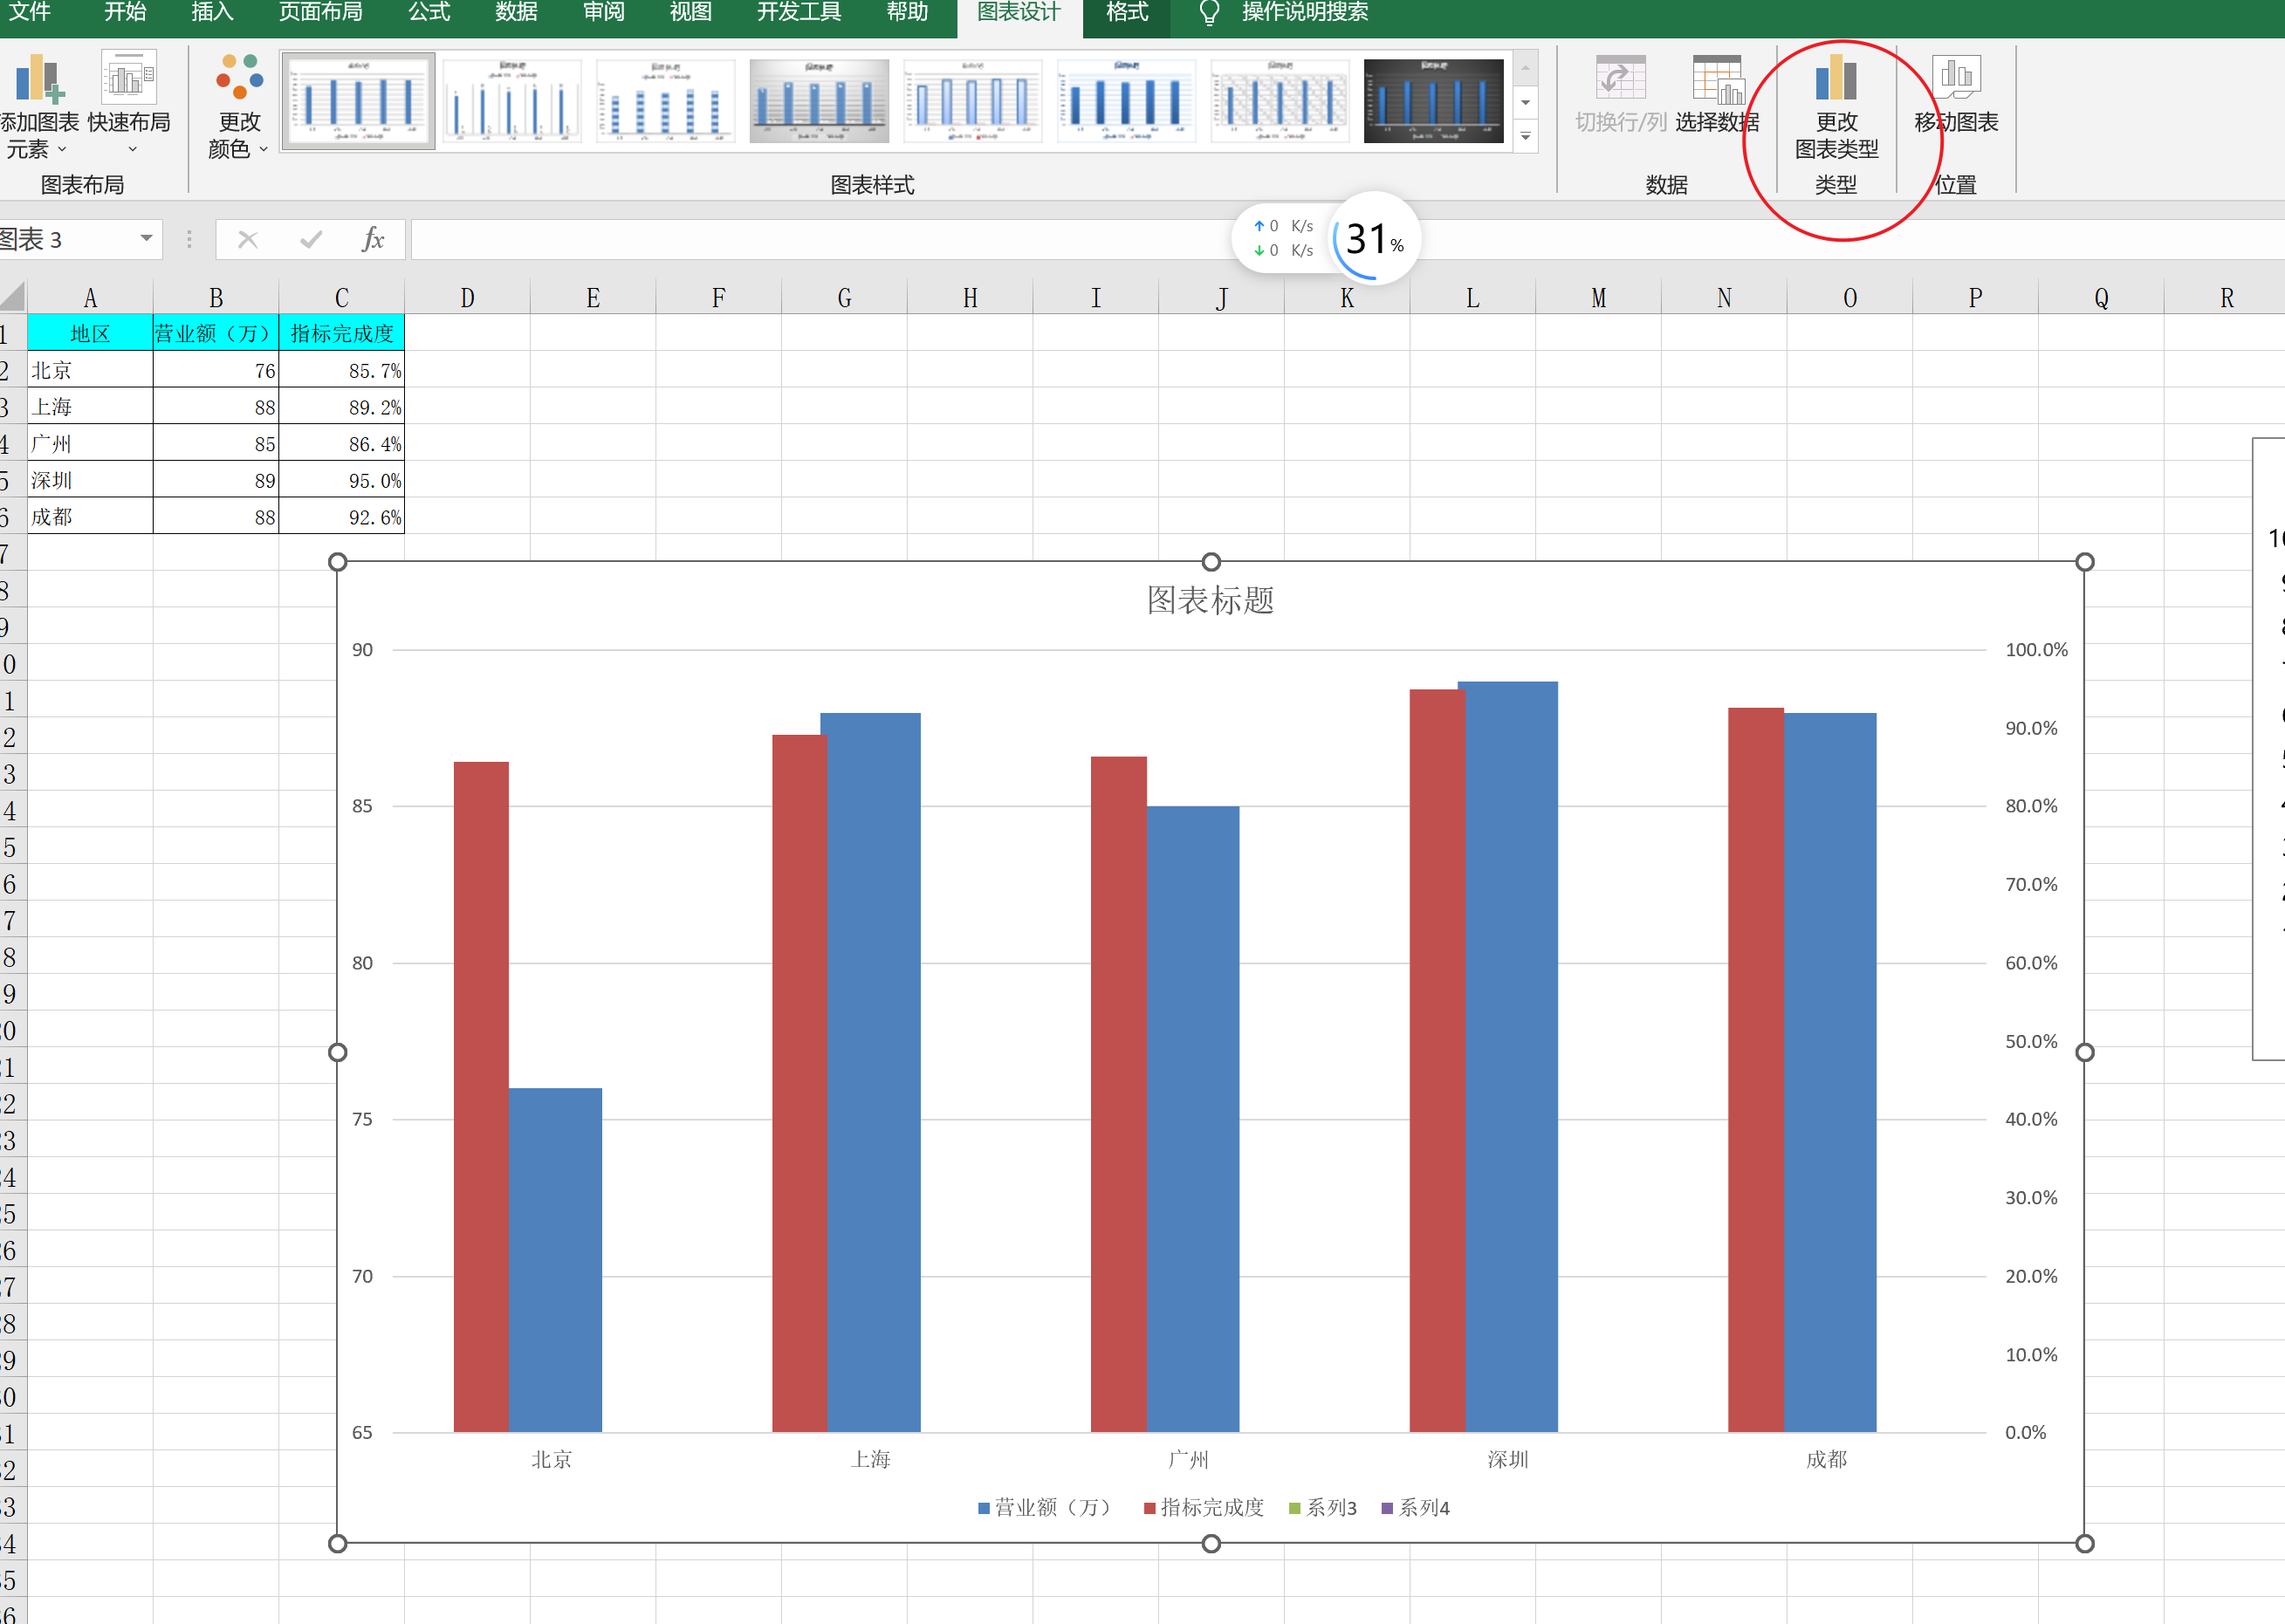 文件 开始 插入 页面布局 公式 数据 审阅 视图 开发工具 帮助 图表设计 格式 操作说明搜索
添加图表 快速布局 更改 切换行/列 选择数据 更改 移动图表
元素 颜色 图表类型
图表布局 图表样式 数据 类型 位置
图表 3 fx
0 K/s
0 K/s
31%
A B C D E F G H I J K L M N O P Q R
1 地区 营业额（万） 指标完成度
2 北京 76 85.7%
3 上海 88 89.2%
4 广州 85 86.4%
5 深圳 89 95.0%
6 成都 88 92.6%
7
8
9
图表标题
90 100.0%
90.0%
85 80.0%
70.0%
80 60.0%
50.0%
75 40.0%
30.0%
70 20.0%
10.0%
65 0.0%
北京 上海 广州 深圳 成都
营业额（万） 指标完成度 系列3 系列4